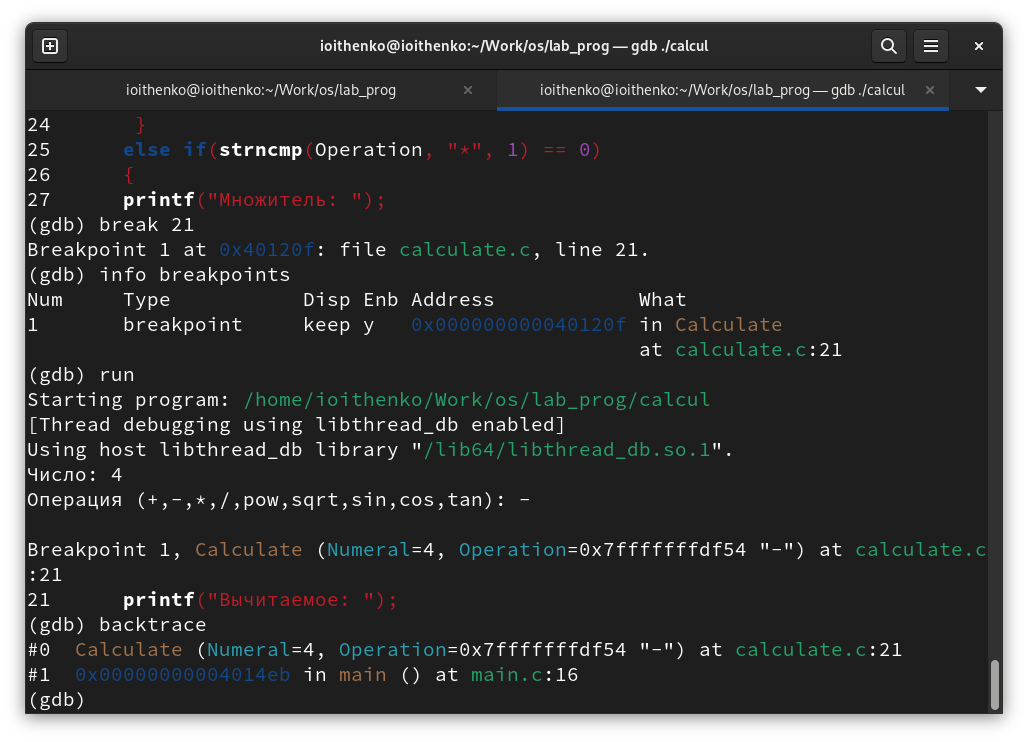 ioithenko@ioithenko:~/Work/os/lab_prog — gdb ./calcul
ioithenko@ioithenko:~/Work/os/lab_prog
ioithenko@ioithenko:~/Work/os/lab_prog — gdb ./calcul
24       }
25      else if(strncmp(Operation, "*", 1) == 0)
26      {
27      printf("Множитель: ");
(gdb) break 21
Breakpoint 1 at 0x40120f: file calculate.c, line 21.
(gdb) info breakpoints
Num     Type           Disp Enb Address            What
1       breakpoint     keep y   0x000000000040120f in Calculate
                                                   at calculate.c:21
(gdb) run
Starting program: /home/ioithenko/Work/os/lab_prog/calcul
[Thread debugging using libthread_db enabled]
Using host libthread_db library "/lib64/libthread_db.so.1".
Число: 4
Операция (+,-,*,/,pow,sqrt,sin,cos,tan): -
Breakpoint 1, Calculate (Numeral=4, Operation=0x7fffffffdf54 "-") at calculate.c
:21
21      printf("Вычитаемое: ");
(gdb) backtrace
#0  Calculate (Numeral=4, Operation=0x7fffffffdf54 "-") at calculate.c:21
#1  0x00000000004014eb in main () at main.c:16
(gdb)